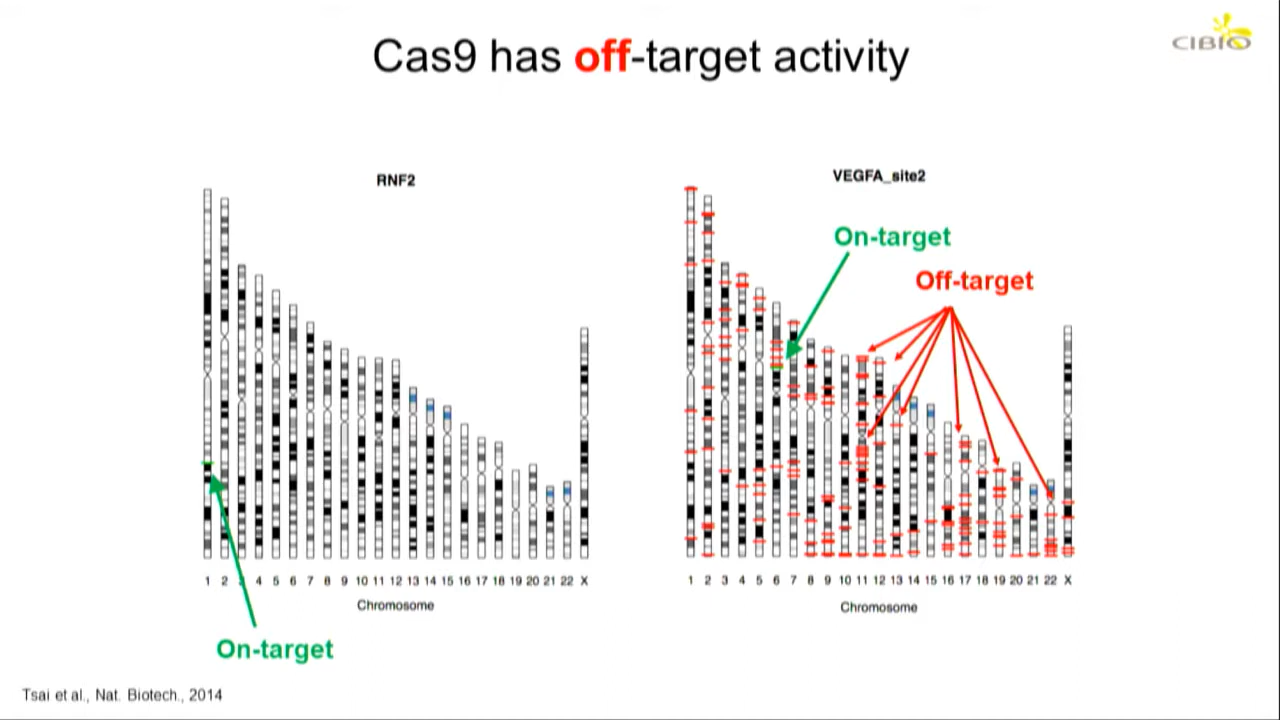 Cas9 has off-target activity
CIBIO
RNF2
1 2 3 4 5 6 7 8 9 10 11 12 13 14 15 16 17 18 19 20 21 22 X
Chromosome
On-target
VEGFA_site2
On-target
Off-target
1 2 3 4 5 6 7 8 9 10 11 12 13 14 15 16 17 18 19 20 21 22 X
Chromosome
Tsai et al., Nat. Biotech., 2014